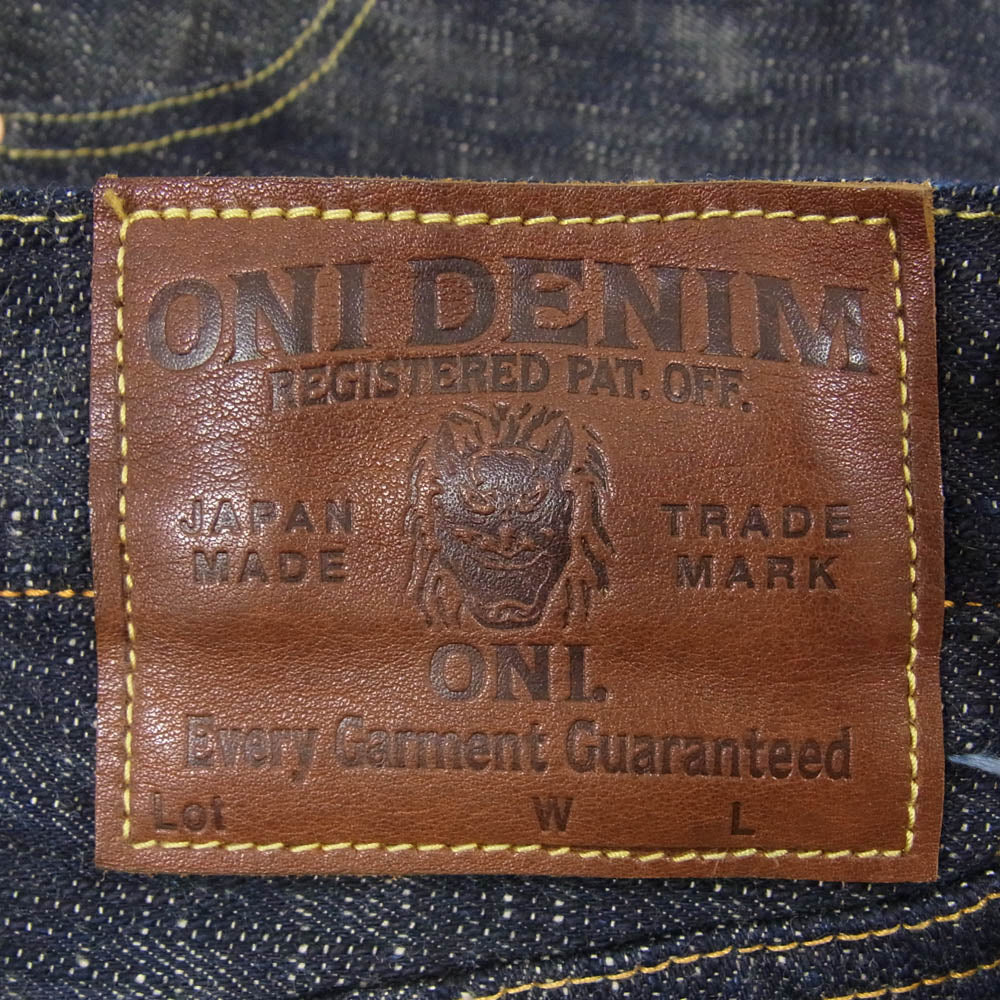 ONI DENIM
REGISTERED PAT. OFF.
JAPAN MADE
TRADE MARK
ONI.
Every Garment Guaranteed
Lot W L